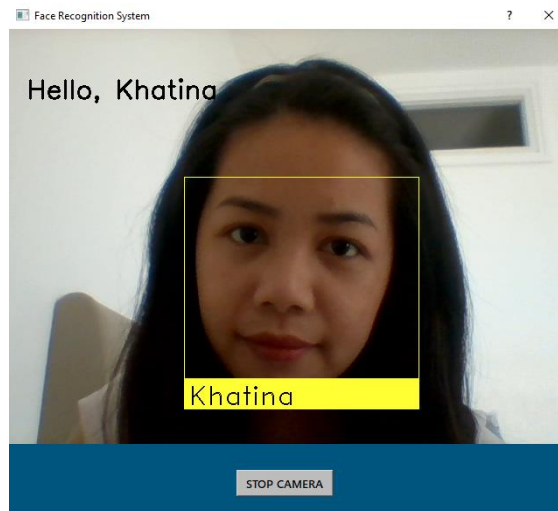 Face Recognition System
Hello, Khatina
Khatina
STOP CAMERA